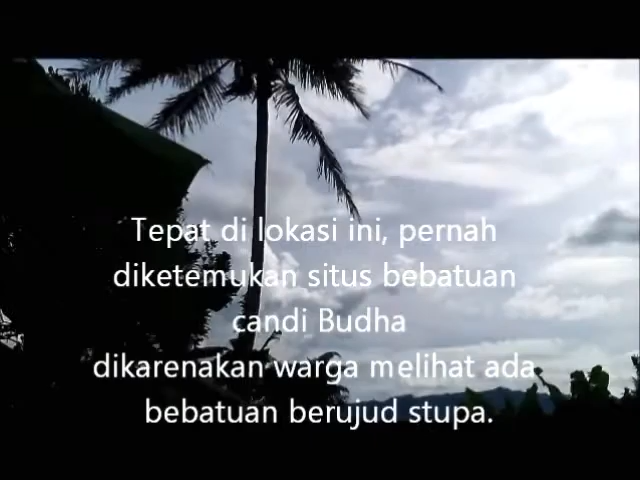 Tepat di lokasi ini, pernah
diketemukan situs bebatuan
candi Budha
dikarenakan warga melihat ada
bebatuan berujud stupa.